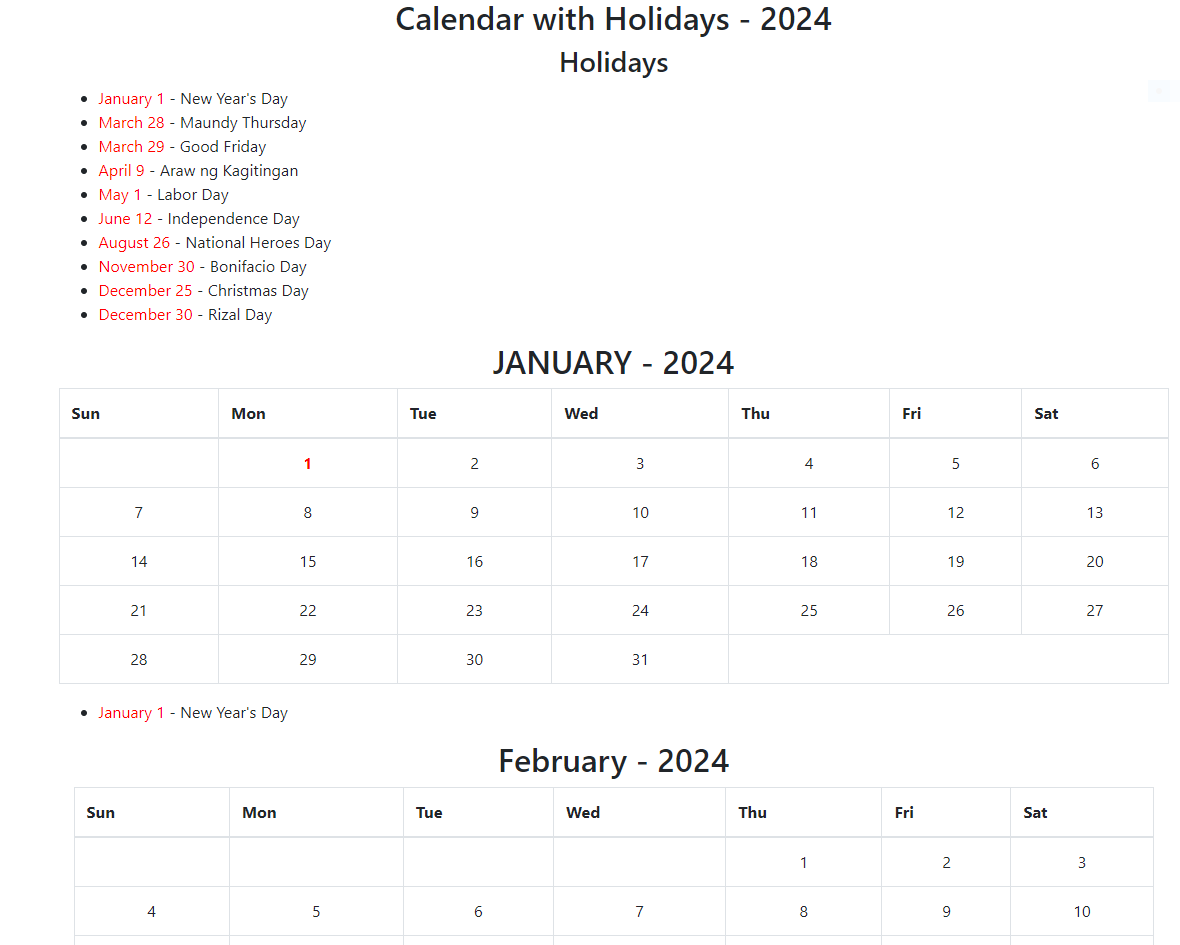 Calendar with Holidays - 2024
Holidays
January 1 - New Year's Day
March 28 - Maundy Thursday
March 29 - Good Friday
April 9 - Araw ng Kagitingan
May 1 - Labor Day
June 12 - Independence Day
August 26 - National Heroes Day
November 30 - Bonifacio Day
December 25 - Christmas Day
December 30 - Rizal Day
JANUARY - 2024
Sun Mon Tue Wed Thu Fri Sat
1 2 3 4 5 6
7 8 9 10 11 12 13
14 15 16 17 18 19 20
21 22 23 24 25 26 27
28 29 30 31
January 1 - New Year's Day
February - 2024
Sun Mon Tue Wed Thu Fri Sat
1 2 3
4 5 6 7 8 9 10